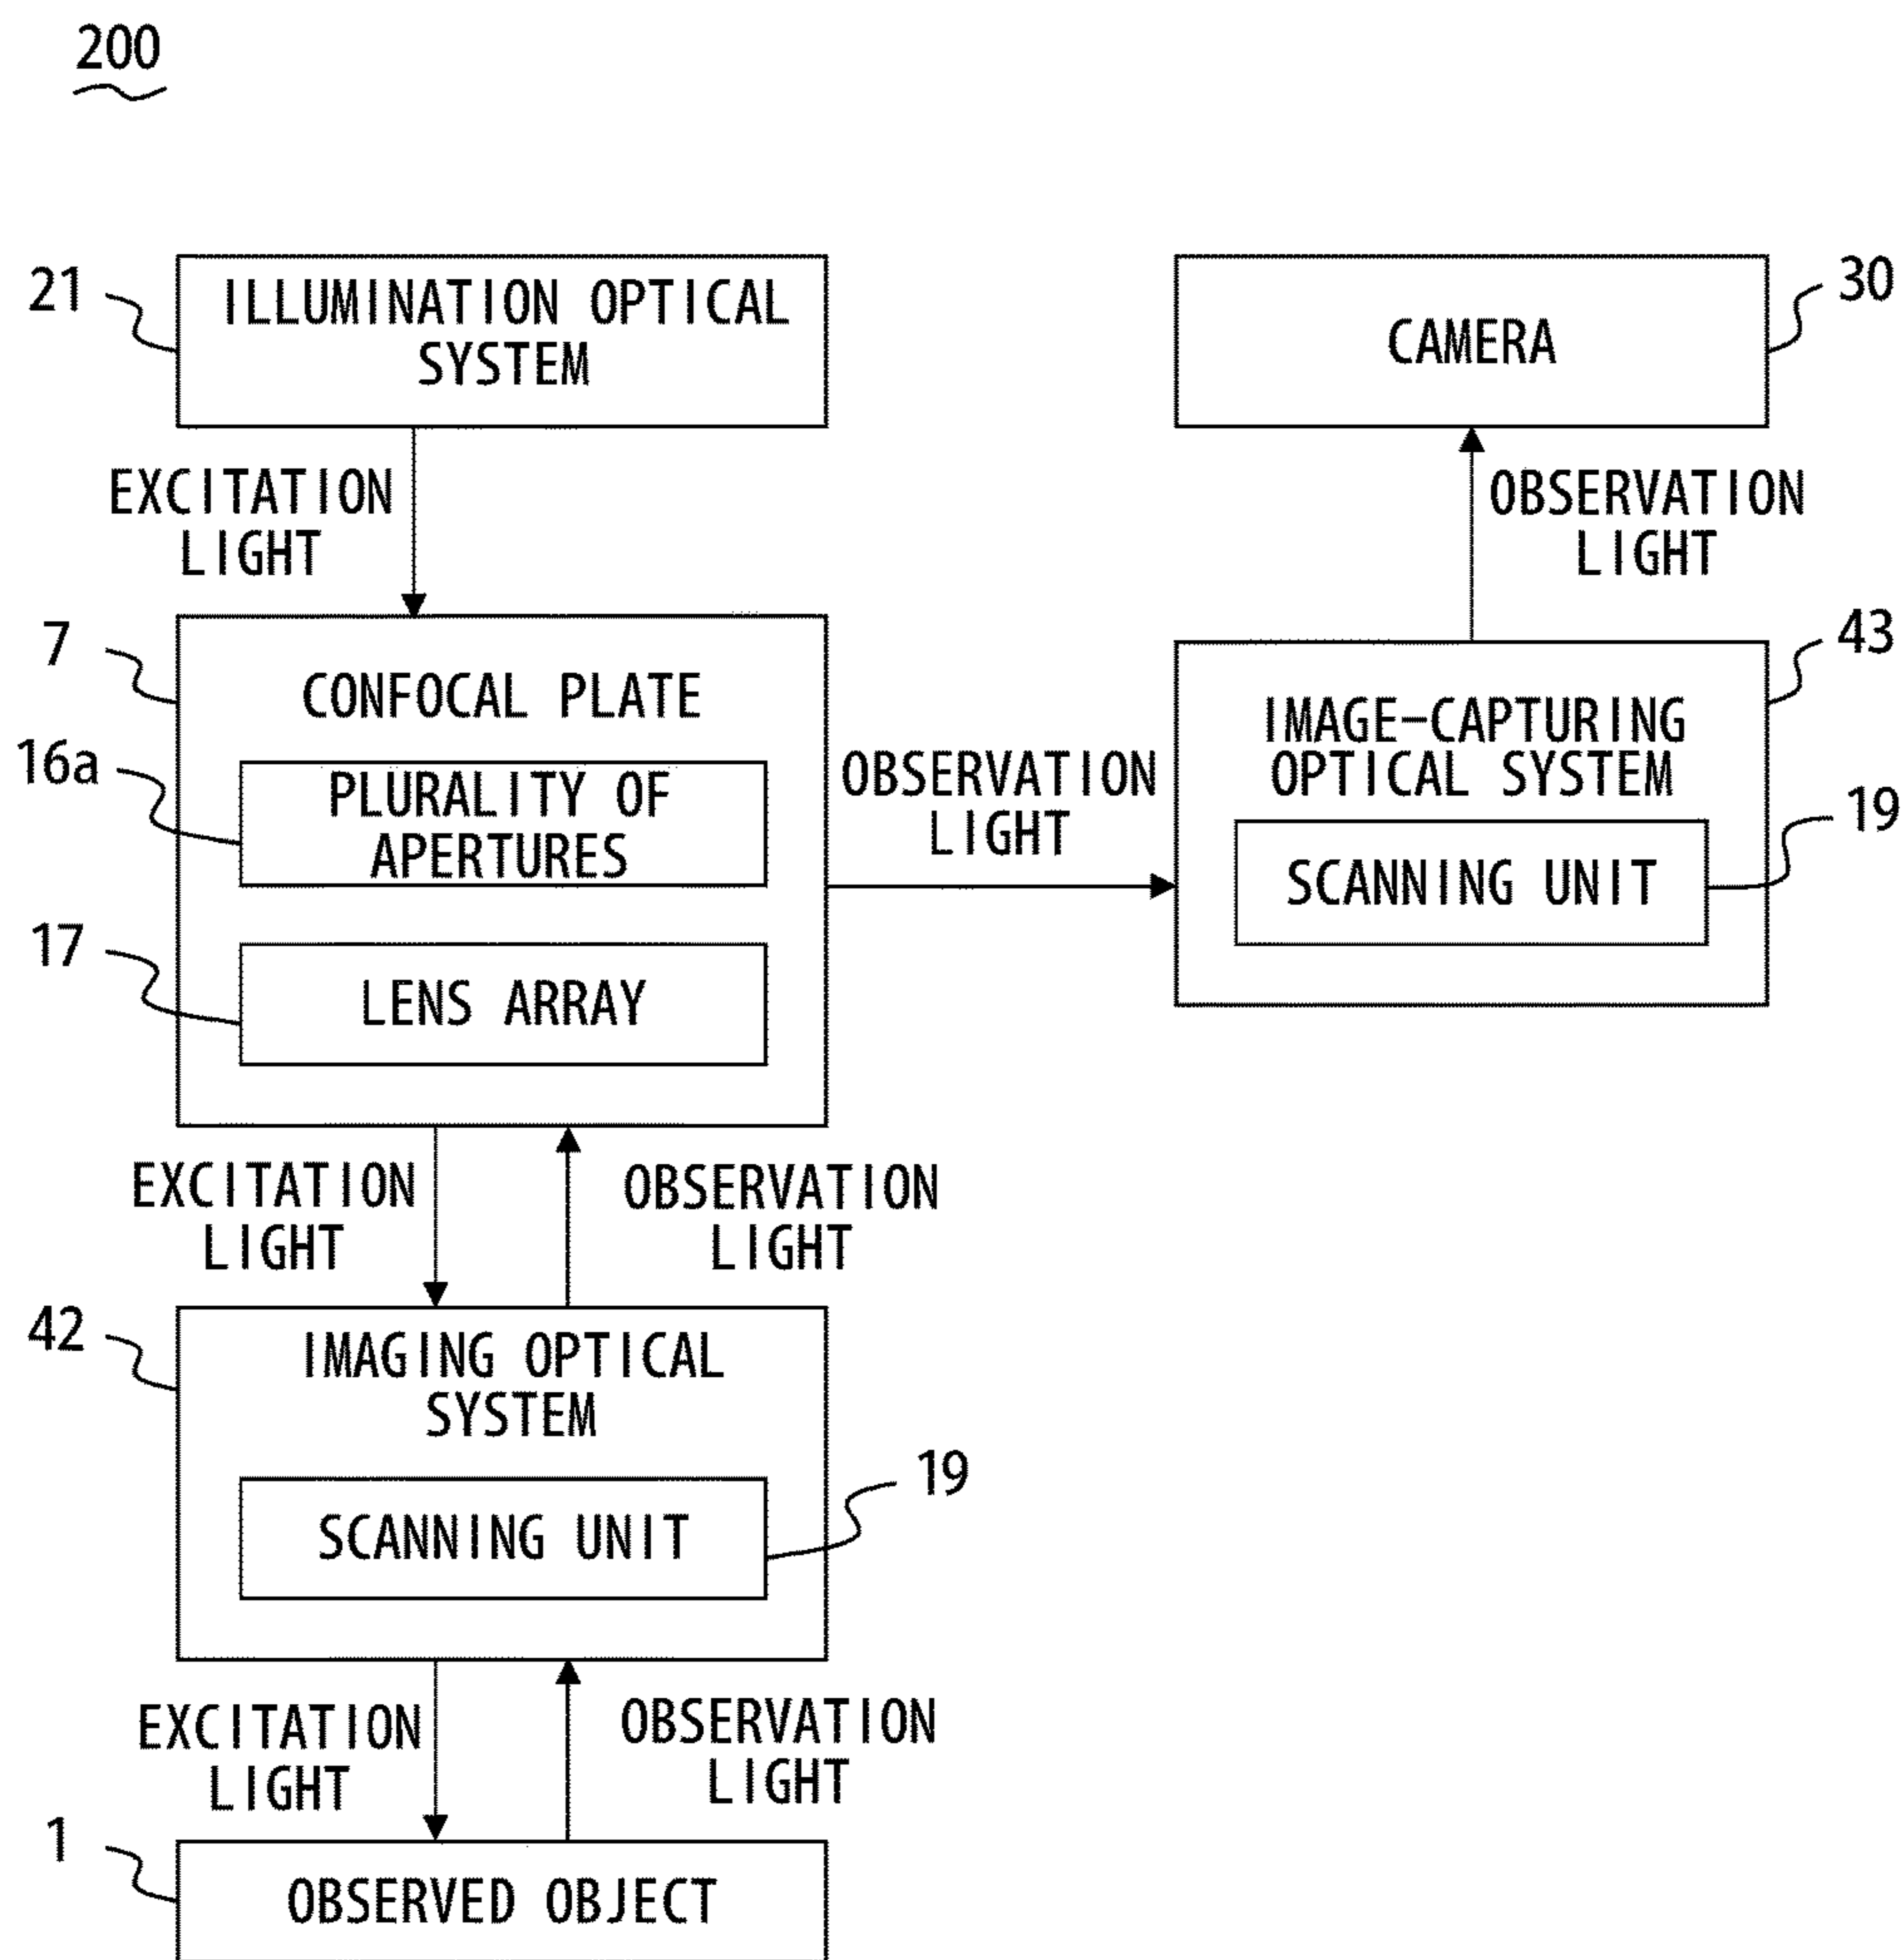 200
21
ILLUMINATION OPTICAL
SYSTEM
30
CAMERA
EXCITATION
LIGHT
OBSERVATION
LIGHT
7
CONFOCAL PLATE
16a
PLURALITY OF
APERTURES
17
LENS ARRAY
OBSERVATION
LIGHT
43
IMAGE-CAPTURING
OPTICAL SYSTEM
19
SCANNING UNIT
EXCITATION
LIGHT
OBSERVATION
LIGHT
42
IMAGING OPTICAL
SYSTEM
19
SCANNING UNIT
EXCITATION
LIGHT
OBSERVATION
LIGHT
1
OBSERVED OBJECT